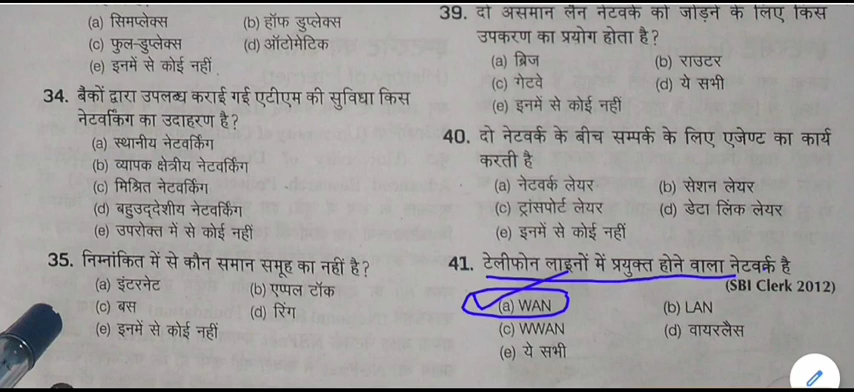 (a) सिमप्लेक्स (b) हॉफ डुप्लेक्स
(c) फुल-डुप्लेक्स (d) ऑटोमेटिक
(e) इनमें से कोई नहीं
34. बैंकों द्वारा उपलब्ध कराई गई एटीएम की सुविधा किस
नेटवर्किंग का उदाहरण है?
(a) स्थानीय नेटवर्किंग
(b) व्यापक क्षेत्रीय नेटवर्किंग
(c) मिश्रित नेटवर्किंग
(d) बहुउद्देशीय नेटवर्किंग
(e) उपरोक्त में से कोई नहीं
35. निम्नांकित में से कौन समान समूह का नहीं है?
(a) इंटरनेट (b) एप्पल टॉक
(c) बस (d) रिंग
(e) इनमें से कोई नहीं
39. दो असमान लैन नेटवर्क को जोड़ने के लिए किस
उपकरण का प्रयोग होता है?
(a) ब्रिज (b) राउटर
(c) गेटवे (d) ये सभी
(e) इनमें से कोई नहीं
40. दो नेटवर्क के बीच सम्पर्क के लिए एजेण्ट का कार्य
करती है
(a) नेटवर्क लेयर (b) सेशन लेयर
(c) ट्रांसपोर्ट लेयर (d) डेटा लिंक लेयर
(e) इनमें से कोई नहीं
41. टेलीफोन लाइनों में प्रयुक्त होने वाला नेटवर्क है
(SBI Clerk 2012)
(a) WAN (b) LAN
(c) WWAN (d) वायरलैस
(e) ये सभी